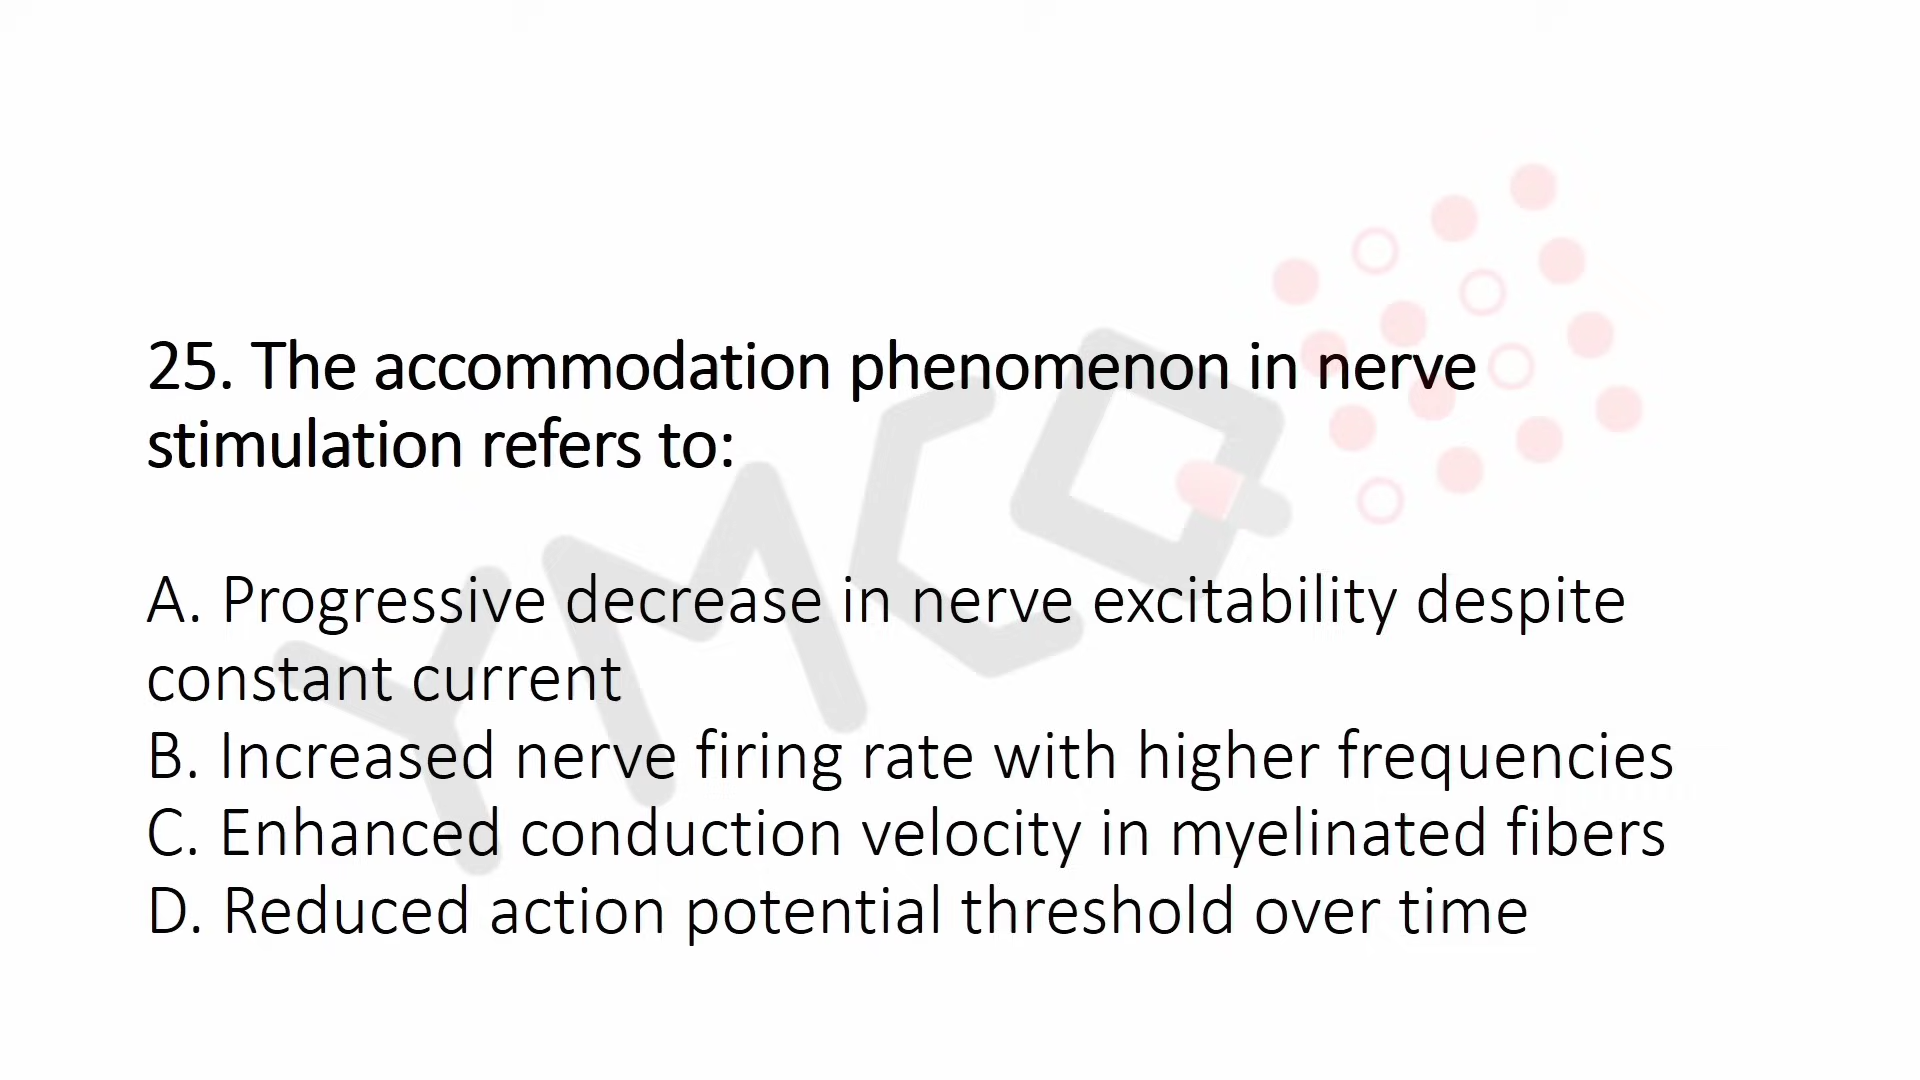 25. The accommodation phenomenon in nerve
stimulation refers to:
A. Progressive decrease in nerve excitability despite
constant current
B. Increased nerve firing rate with higher frequencies
C. Enhanced conduction velocity in myelinated fibers
D. Reduced action potential threshold over time
YMCQ